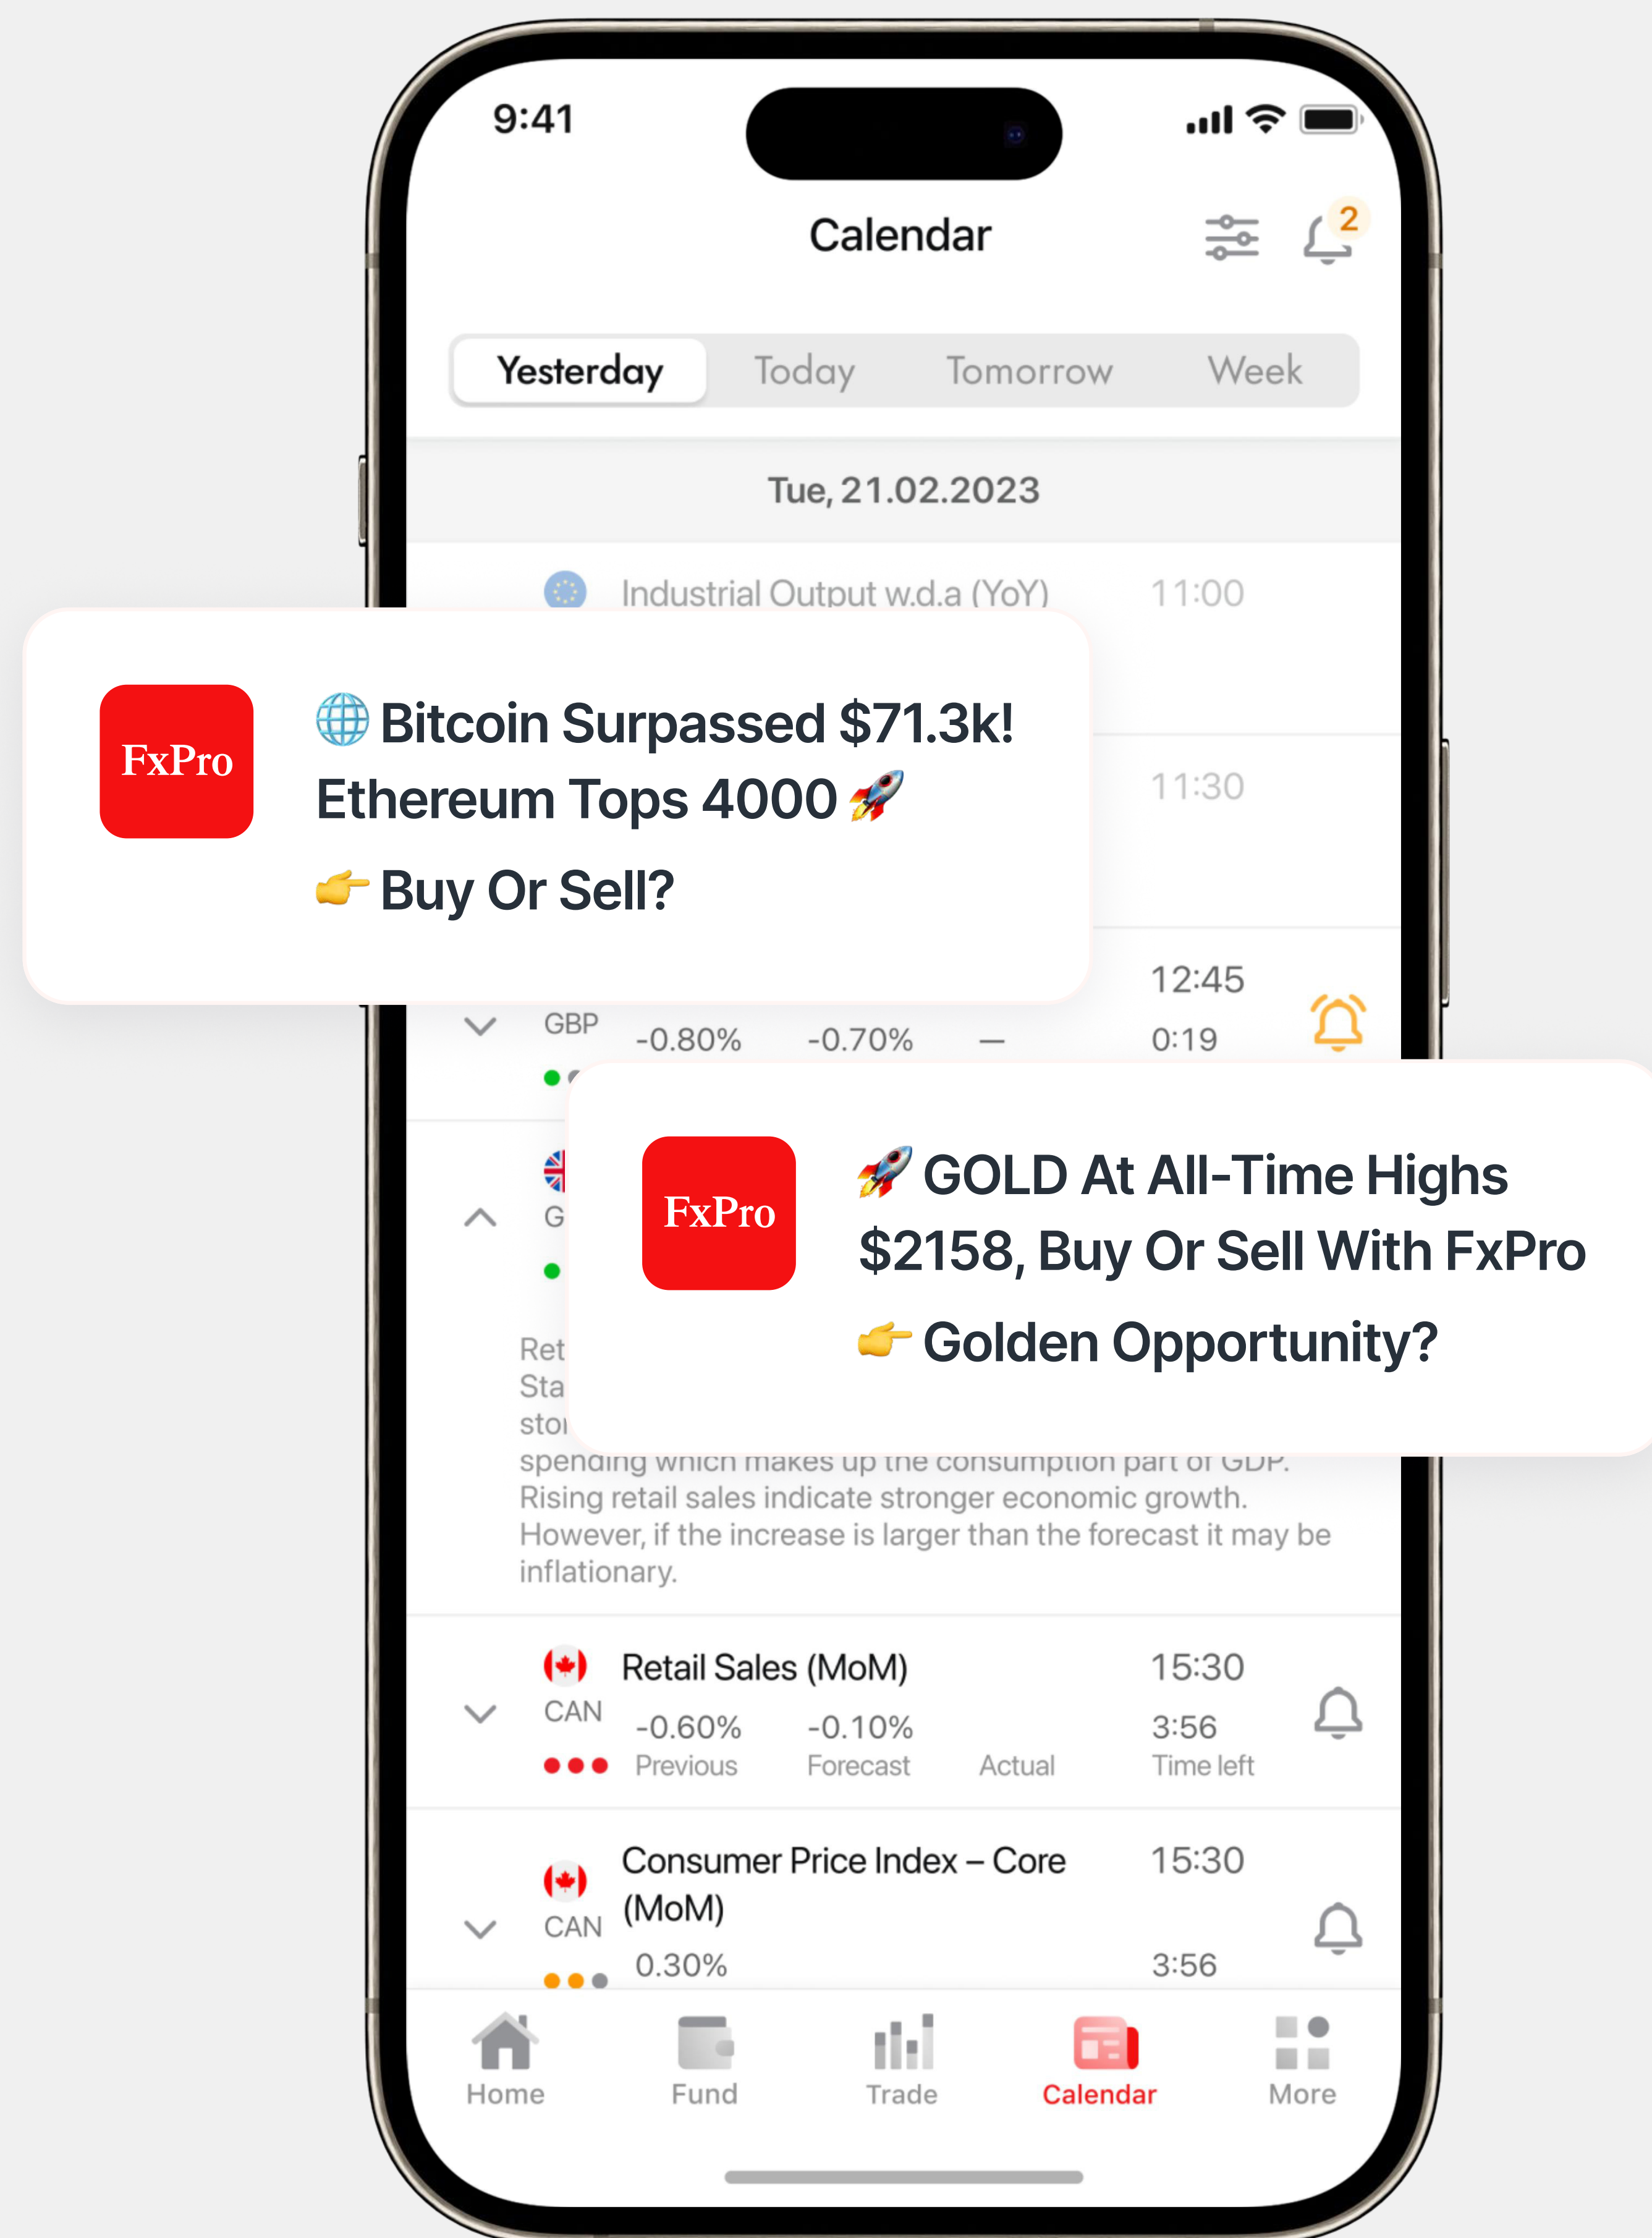 9:41
Calendar
2
Yesterday Today Tomorrow Week
Tue, 21.02.2023
Industrial Output w.d.a (YoY) 11:00
FxPro
🌐 Bitcoin Surpassed $71.3k!
Ethereum Tops 4000 🚀
👉 Buy Or Sell?
11:30
12:45
GBP -0.80% -0.70% — 0:19
FxPro
🚀 GOLD At All-Time Highs
$2158, Buy Or Sell With FxPro
👉 Golden Opportunity?
spending which makes up the consumption part of GDP.
Rising retail sales indicate stronger economic growth.
However, if the increase is larger than the forecast it may be
inflationary.
Retail Sales (MoM) 15:30
CAN -0.60% -0.10% 3:56
Previous Forecast Actual Time left
Consumer Price Index – Core 15:30
CAN (MoM)
0.30% 3:56
Home Fund Trade Calendar More